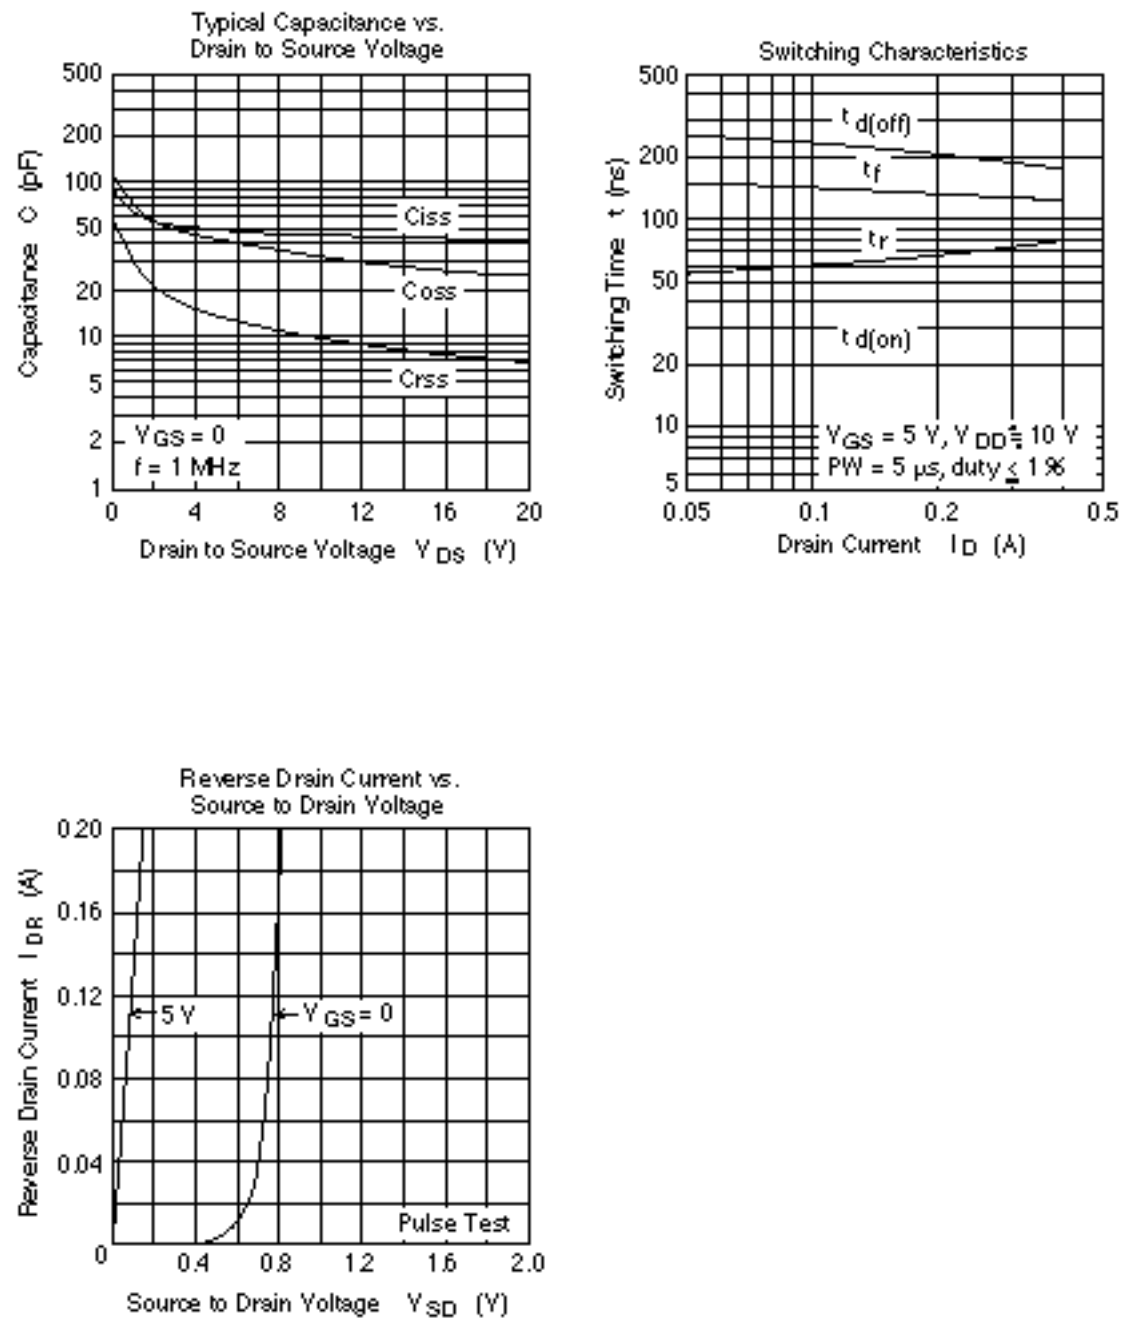 Typical Capacitance vs.
Drain to Source Voltage
500
200
100
50
20
10
5
2
1
Capacitance C (pF)
Ciss
Coss
Crss
VGS = 0
f = 1 MHz
0 4 8 12 16 20
Drain to Source Voltage VDS (V)
Switching Characteristics
500
200
100
50
20
10
5
Switching Time t (ns)
t d(off)
t f
t r
t d(on)
VGS = 5 V, VDD = 10 V
PW = 5 µs, duty ≤ 1 %
0.05 0.1 0.2 0.5
Drain Current ID (A)
Reverse Drain Current vs.
Source to Drain Voltage
0.20
0.16
0.12
0.08
0.04
0
Reverse Drain Current IDR (A)
5 V
VGS = 0
Pulse Test
0.4 0.8 1.2 1.6 2.0
Source to Drain Voltage VSD (V)